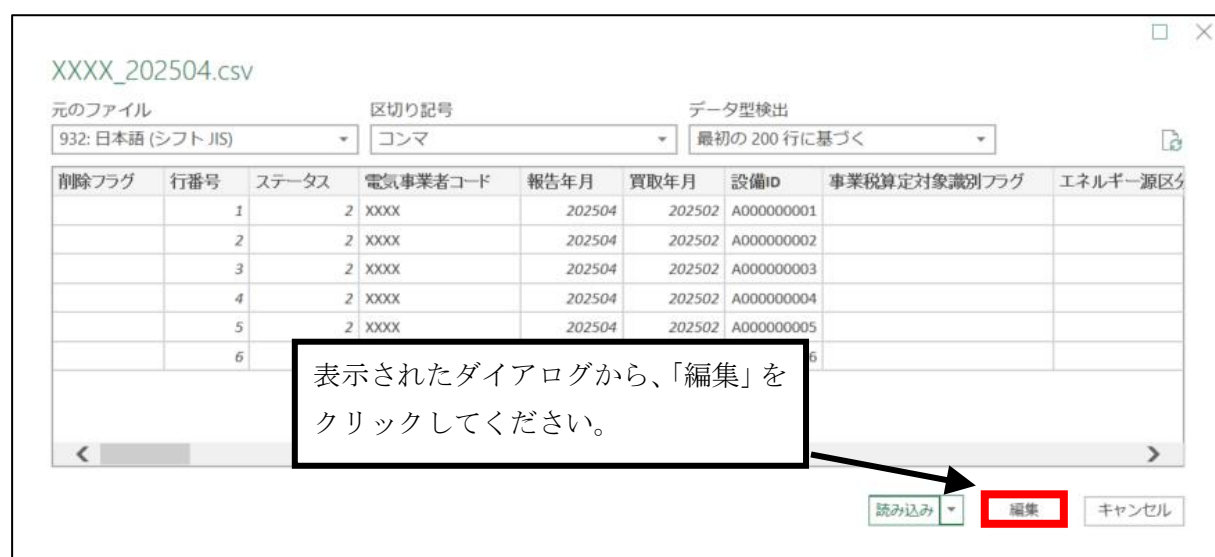 XXXX_202504.csv
元のファイル 区切り記号 データ型検出
932: 日本語 (シフト JIS) コンマ 最初の 200 行に基づく
削除フラグ 行番号 ステータス 電気事業者コード 報告年月 買取年月 設備ID 事業税算定対象識別フラグ エネルギー源区分
1 2 XXXX 202504 202502 A000000001
2 2 XXXX 202504 202502 A000000002
3 2 XXXX 202504 202502 A000000003
4 2 XXXX 202504 202502 A000000004
5 2 XXXX 202504 202502 A000000005
6 6
表示されたダイアログから、「編集」を
クリックしてください。
読み込み 編集 キャンセル